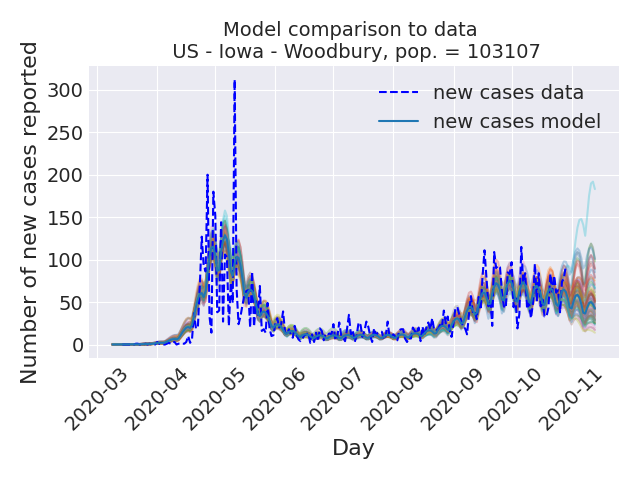 Model comparison to data
US - Iowa - Woodbury, pop. = 103107
Number of new cases reported
300
250
200
150
100
50
0
new cases data
new cases model
2020-03
2020-04
2020-05
2020-06
2020-07
2020-08
2020-09
2020-10
2020-11
Day